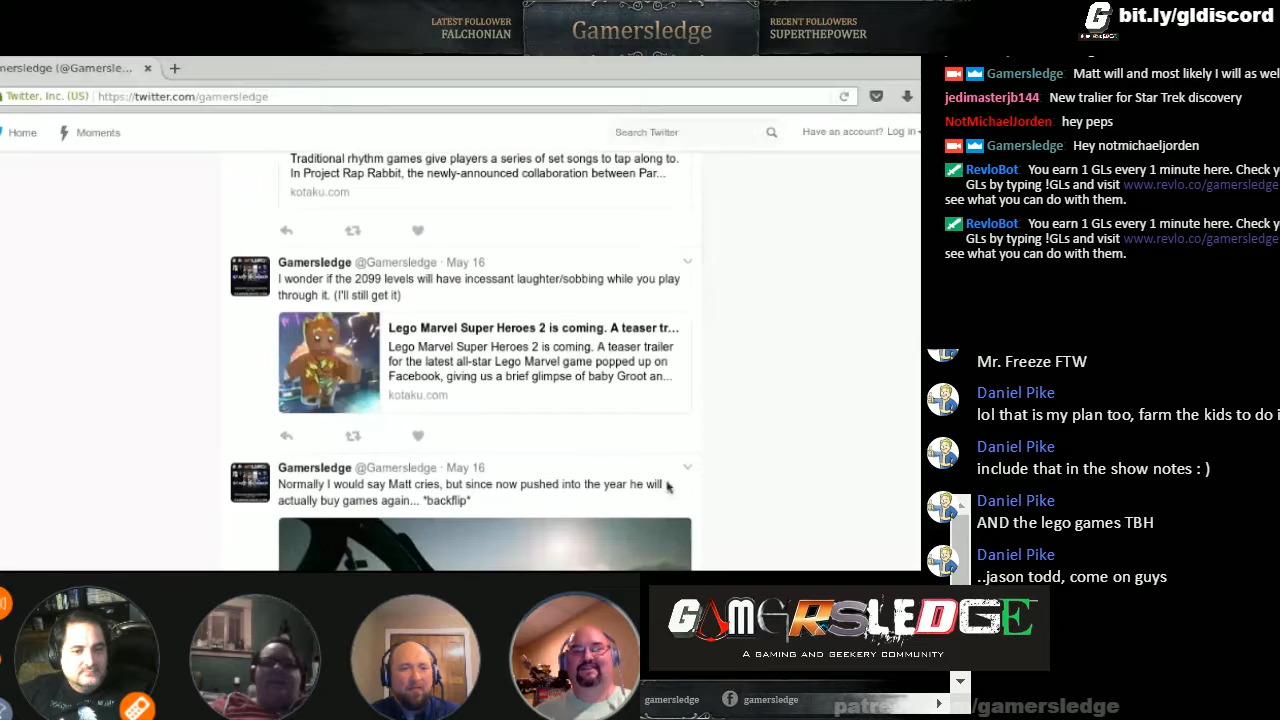 LATEST FOLLOWER
FALCHONIAN
Gamersledge
RECENT FOLLOWERS
SUPERTHEPOWER
bit.ly/gldiscord
mersledge (@Gamersle...
Twitter, Inc. (US)
https://twitter.com/gamersledge
Home
Moments
Search Twitter
Have an account? Log in
Traditional rhythm games give players a series of set songs to tap along to.
In Project Rap Rabbit, the newly-announced collaboration between Par...
kotaku.com
Gamersledge @Gamersledge · May 16
I wonder if the 2099 levels will have incessant laughter/sobbing while you play
through it. (I'll still get it)
Lego Marvel Super Heroes 2 is coming. A teaser tr...
Lego Marvel Super Heroes 2 is coming. A teaser trailer
for the latest all-star Lego Marvel game popped up on
Facebook, giving us a brief glimpse of baby Groot an...
kotaku.com
Gamersledge @Gamersledge · May 16
Normally I would say Matt cries, but since now pushed into the year he will
actually buy games again... *backflip*
Gamersledge: Matt will and most likely I will as wel
jedimasterjb144: New tralier for Star Trek discovery
NotMichaelJorden: hey peps
Gamersledge: Hey notmichaeljorden
RevloBot: You earn 1 GLs every 1 minute here. Check y
GLs by typing !GLs and visit www.revlo.co/gamersledge
see what you can do with them.
RevloBot: You earn 1 GLs every 1 minute here. Check y
GLs by typing !GLs and visit www.revlo.co/gamersledge
see what you can do with them.
Mr. Freeze FTW
Daniel Pike
lol that is my plan too, farm the kids to do i
Daniel Pike
include that in the show notes : )
Daniel Pike
AND the lego games TBH
Daniel Pike
..jason todd, come on guys
GAMERSLEDGE
A GAMING AND GEEKERY COMMUNITY
gamersledge
gamersledge
m/gamersledge